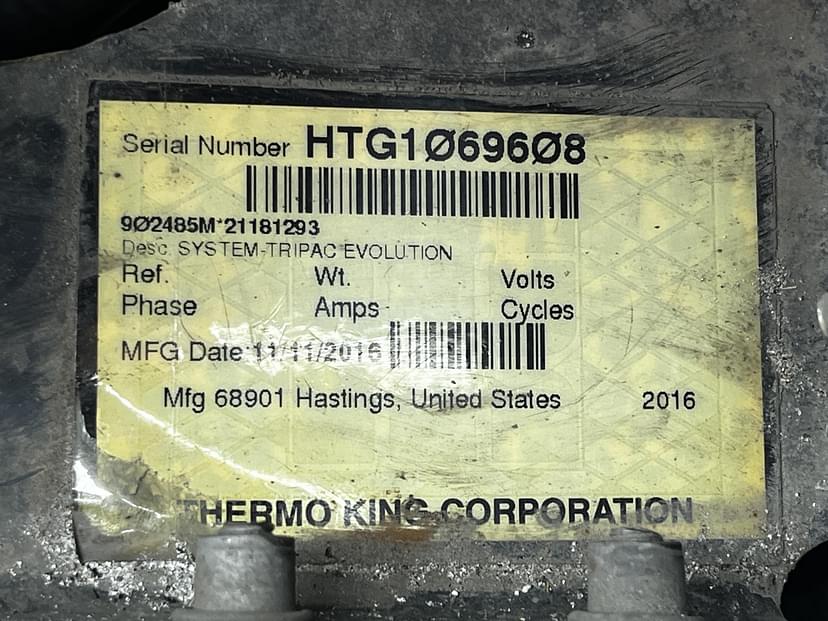 Serial Number HTG1Ø696Ø8
9Ø2485M*21181293
Desc. SYSTEM-TRIPAC EVOLUTION
Ref. Wt. Volts
Phase Amps Cycles
MFG Date 11/11/2016
Mfg 68901 Hastings, United States 2016
THERMO KING CORPORATION